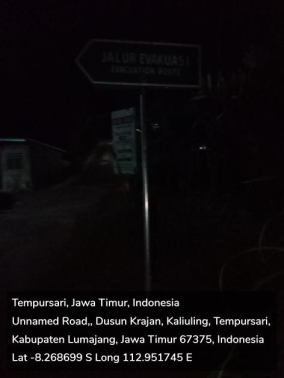 JALUR EVAKUASI
EVACUATION ROUTE
Tempursari, Jawa Timur, Indonesia
Unnamed Road,, Dusun Krajan, Kaliuling, Tempursari,
Kabupaten Lumajang, Jawa Timur 67375, Indonesia
Lat -8.268699 S Long 112.951745 E